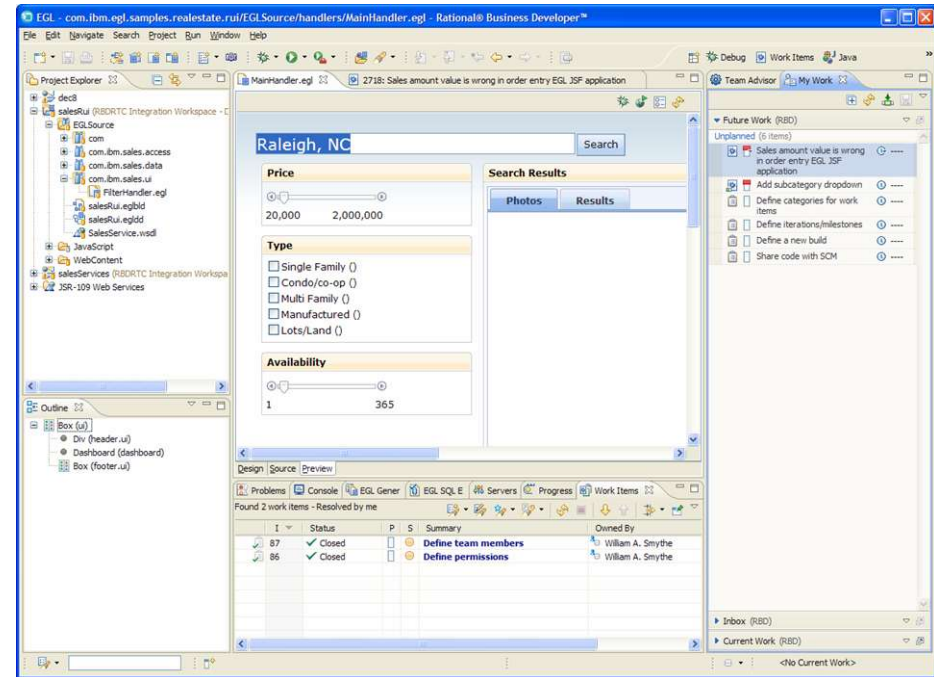 EGL - com.ibm.egl.samples.realestate.rui/EGLSource/handlers/MainHandler.egl - Rational® Business Developer™
File Edit Navigate Search Project Run Window Help
Debug Work Items Java »
Project Explorer
dec8
salesRui (RBDRTC Integration Workspace - D
EGLSource
com
com.ibm.sales.access
com.ibm.sales.data
com.ibm.sales.ui
FilterHandler.egl
salesRui.eglbld
salesRui.egldd
SalesService.wsdl
JavaScript
WebContent
salesServices (RBDRTC Integration Workspa
JSR-109 Web Services
Outline
Box (ui)
Div (header.ui)
Dashboard (dashboard)
Box (footer.ui)
MainHandler.egl 2718: Sales amount value is wrong in order entry EGL JSF application
Raleigh, NC Search
Price
20,000 2,000,000
Type
Single Family ()
Condo/co-op ()
Multi Family ()
Manufactured ()
Lots/Land ()
Availability
1 365
Search Results
Photos Results
Design Source Preview
Problems Console EGL Gener EGL SQL E Servers Progress Work Items
Found 2 work items - Resolved by me
I Status P S Summary Owned By
87 Closed Define team members William A. Smythe
86 Closed Define permissions William A. Smythe
Team Advisor My Work
Future Work (RBD)
Unplanned (6 items)
Sales amount value is wrong ----
in order entry EGL JSF
application
Add subcategory dropdown ----
Define categories for work ----
items
Define iterations/milestones ----
Define a new build ----
Share code with SCM ----
Inbox (RBD)
Current Work (RBD)
<No Current Work>